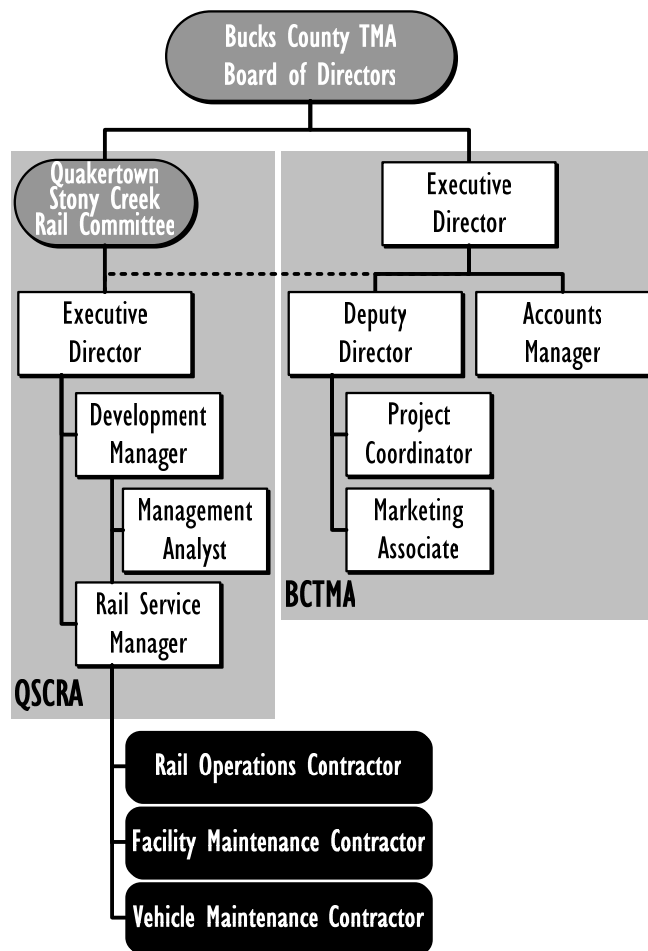 Bucks County TMA
Board of Directors
Quakertown
Stony Creek
Rail Committee
Executive
Director
Executive
Director
Deputy
Director
Accounts
Manager
Development
Manager
Project
Coordinator
Management
Analyst
Marketing
Associate
Rail Service
Manager
BCTMA
QSCRA
Rail Operations Contractor
Facility Maintenance Contractor
Vehicle Maintenance Contractor